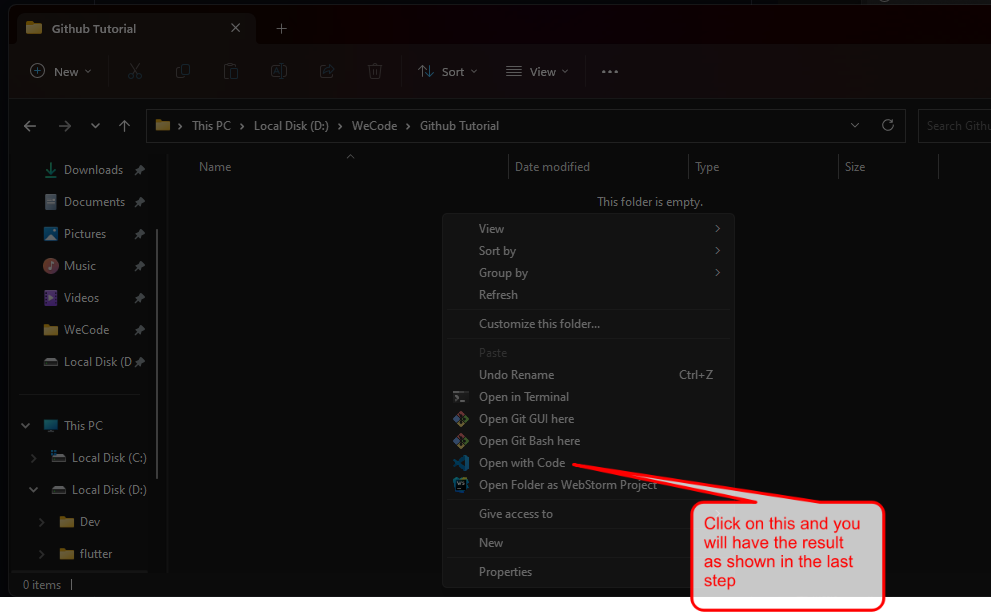 Github Tutorial
New
Sort
View
This PC
Local Disk (D:)
WeCode
Github Tutorial
Search Githu
Downloads
Documents
Pictures
Music
Videos
WeCode
Local Disk (D
This PC
Local Disk (C:)
Local Disk (D:)
Dev
flutter
Name
Date modified
Type
Size
This folder is empty.
View
Sort by
Group by
Refresh
Customize this folder...
Paste
Undo Rename Ctrl+Z
Open in Terminal
Open Git GUI here
Open Git Bash here
Open with Code
Open Folder as WebStorm Project
Give access to
New
Properties
Click on this and you
will have the result
as shown in the last
step
0 items